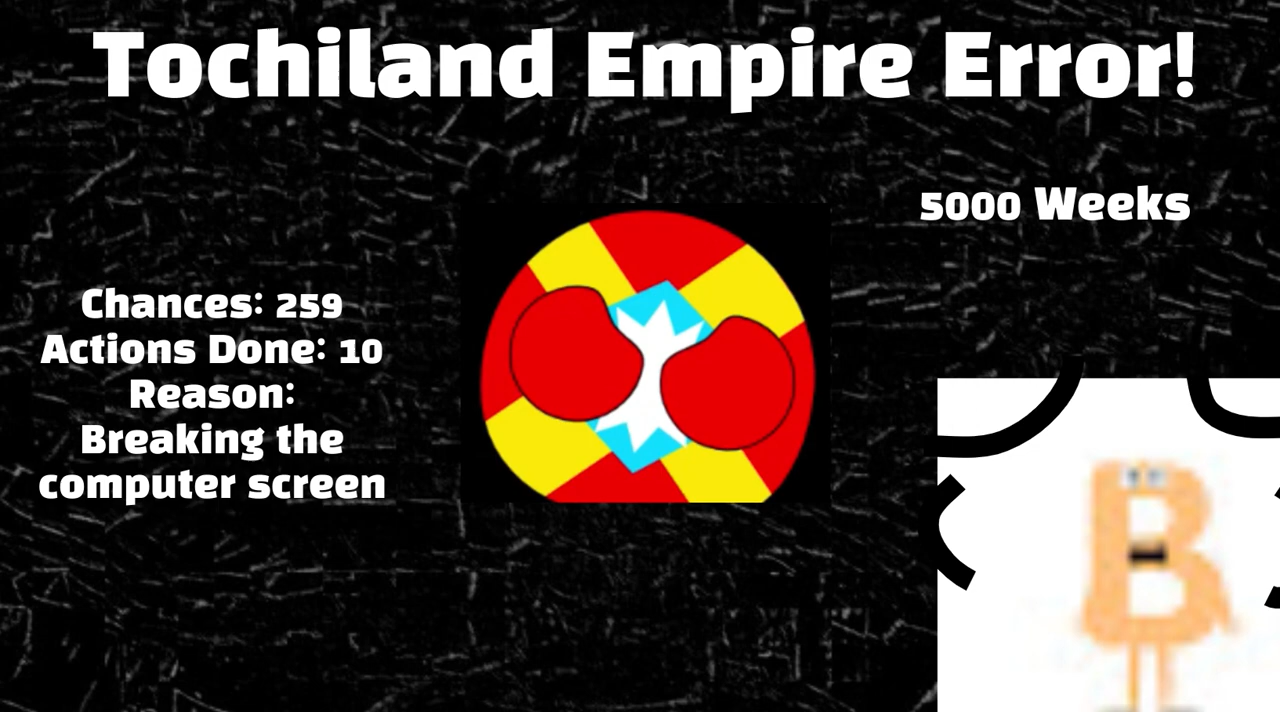 Tochiland Empire Error!
5000 Weeks
Chances: 259
Actions Done: 10
Reason:
Breaking the
computer screen
B